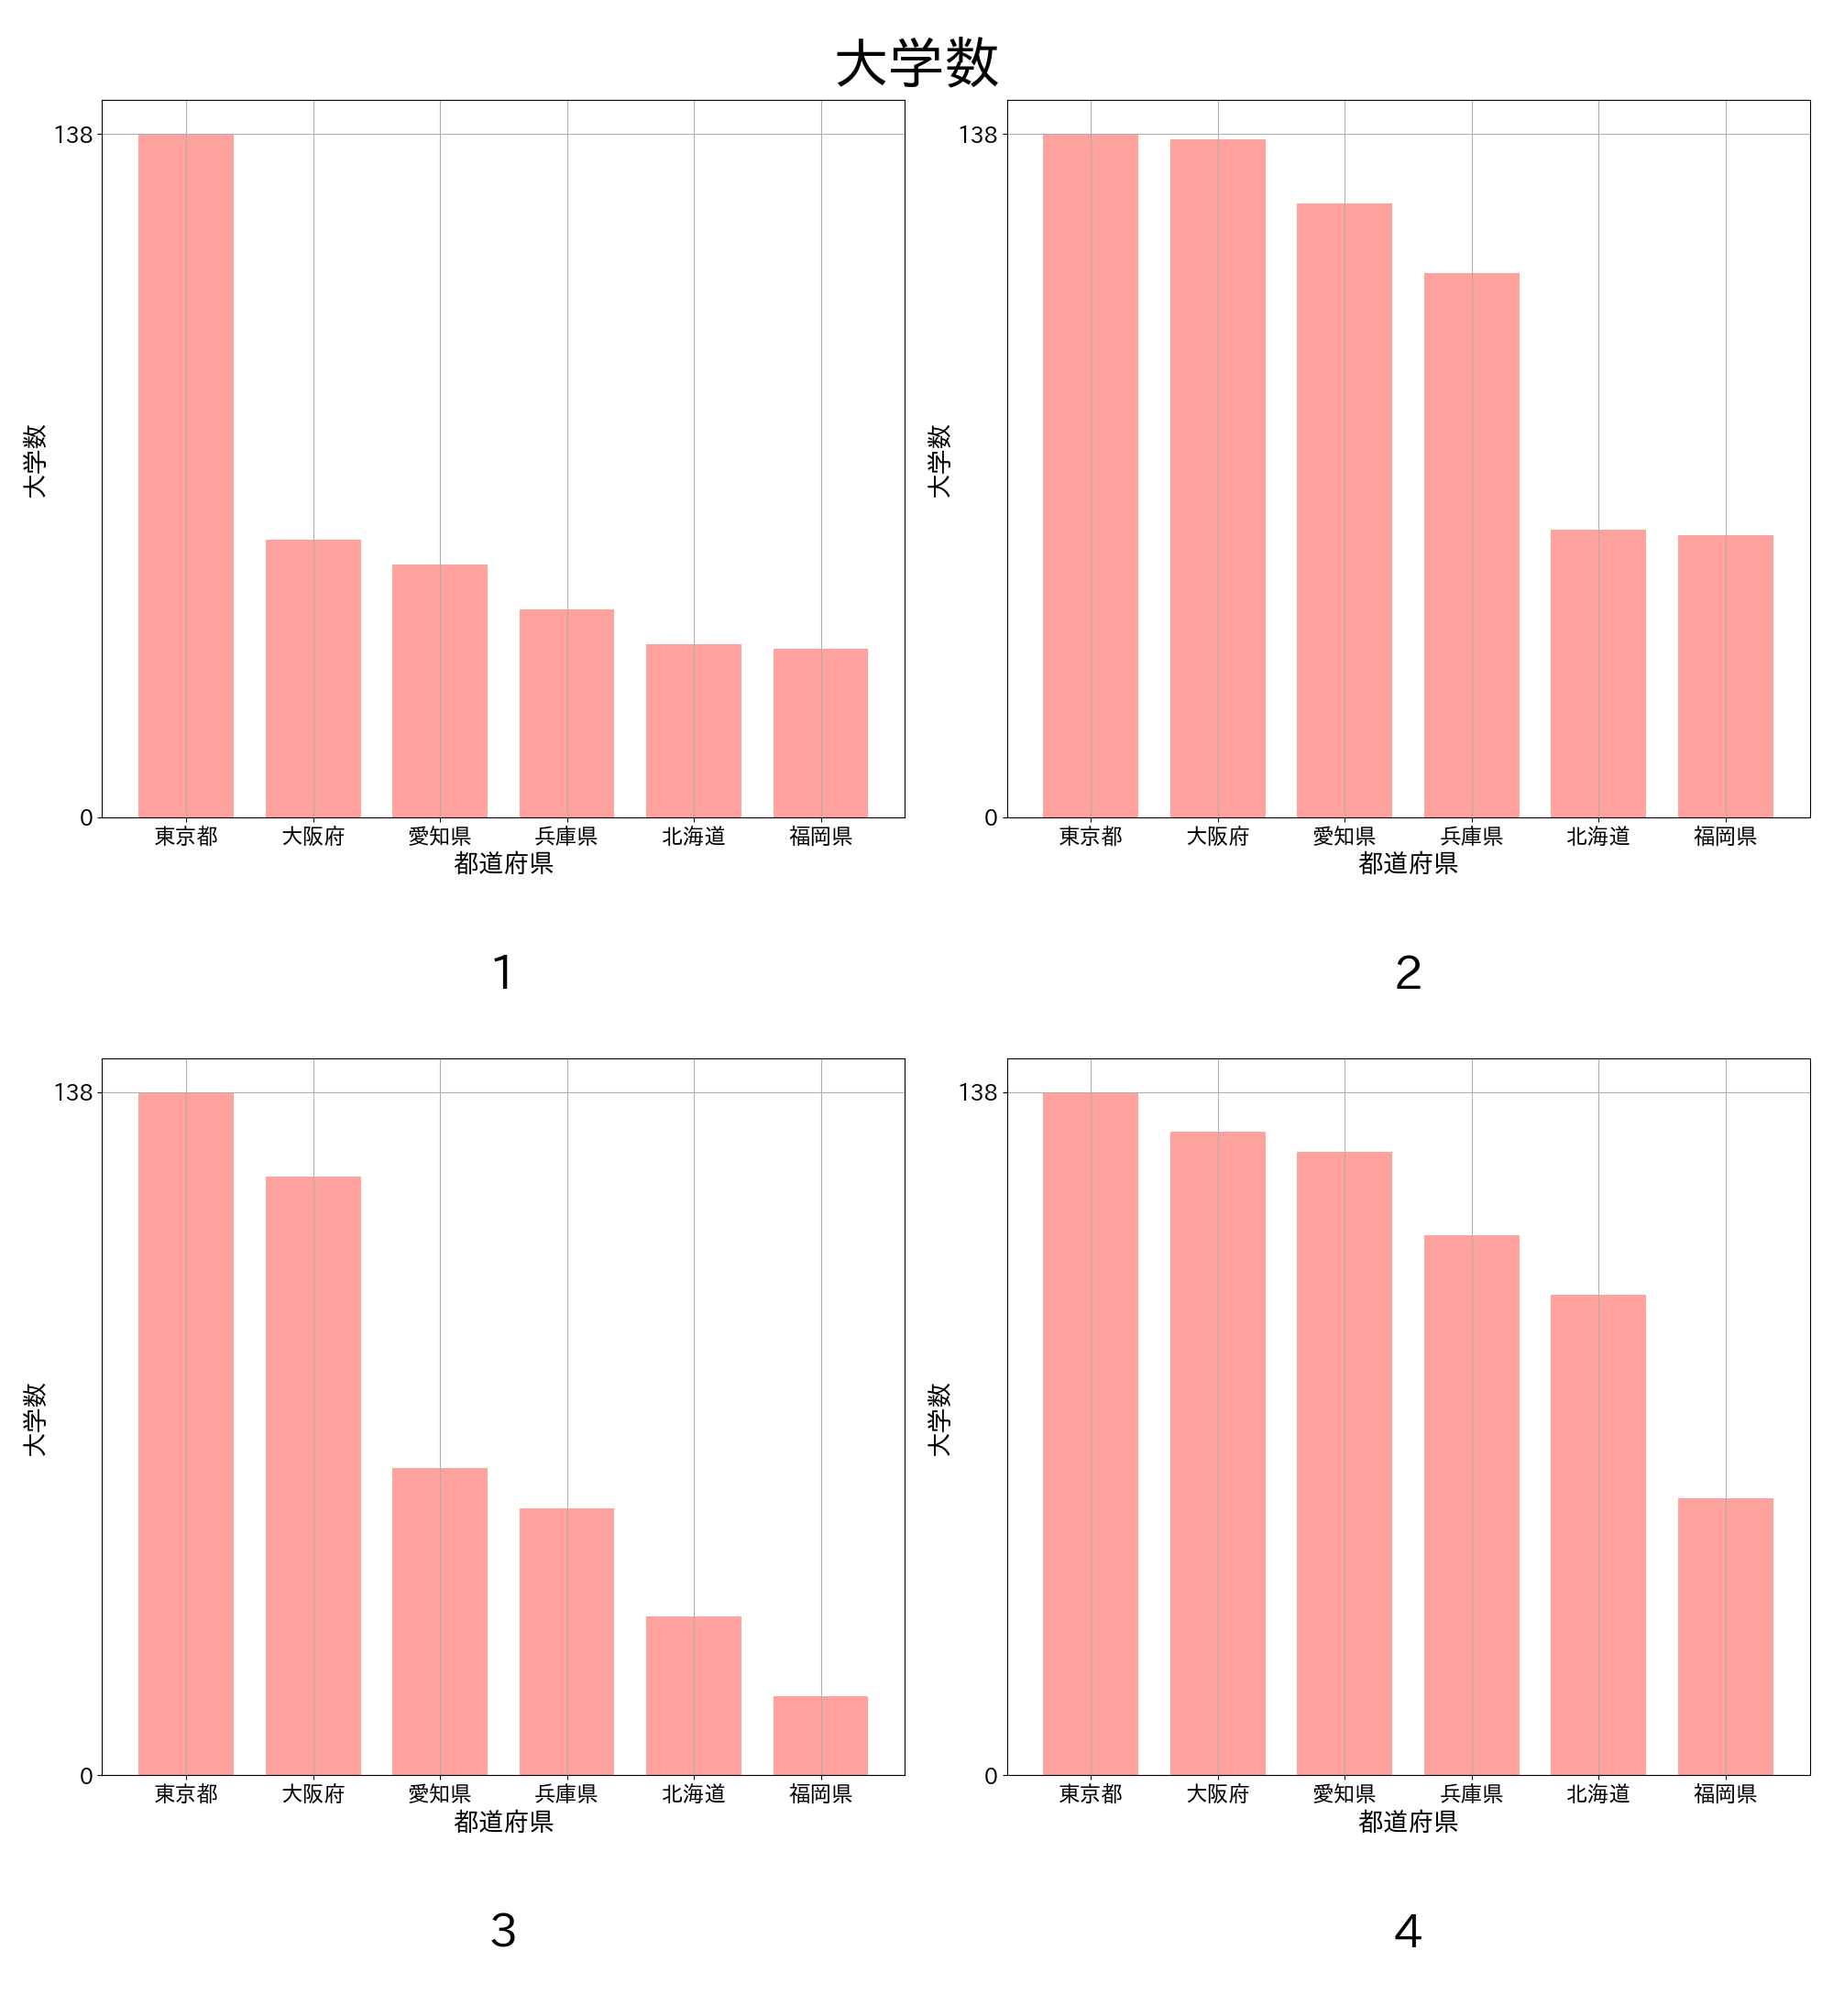 大学数
138
0
大学数
東京都 大阪府 愛知県 兵庫県 北海道 福岡県
都道府県
1
138
0
大学数
東京都 大阪府 愛知県 兵庫県 北海道 福岡県
都道府県
2
138
0
大学数
東京都 大阪府 愛知県 兵庫県 北海道 福岡県
都道府県
3
138
0
大学数
東京都 大阪府 愛知県 兵庫県 北海道 福岡県
都道府県
4